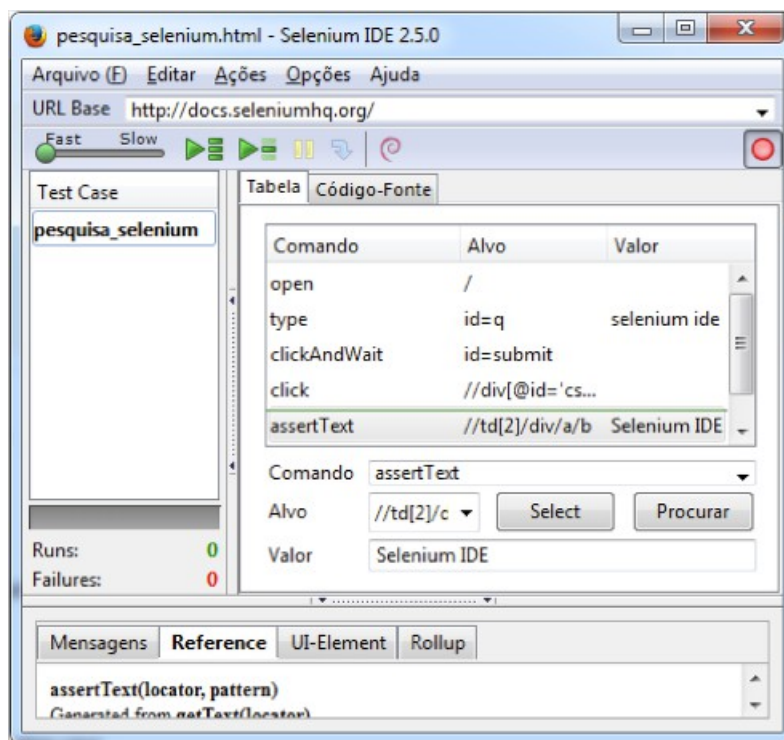 pesquisa_selenium.html - Selenium IDE 2.5.0
Arquivo (F) Editar Ações Opções Ajuda
URL Base http://docs.seleniumhq.org/
Fast Slow
Test Case
pesquisa_selenium
Runs: 0
Failures: 0
Tabela Código-Fonte
Comando Alvo Valor
open /
type id=q selenium ide
clickAndWait id=submit
click //div[@id='cs...
assertText //td[2]/div/a/b Selenium IDE
Comando assertText
Alvo //td[2]/c Select Procurar
Valor Selenium IDE
Mensagens Reference UI-Element Rollup
assertText(locator, pattern)
Generated from getText(locator)